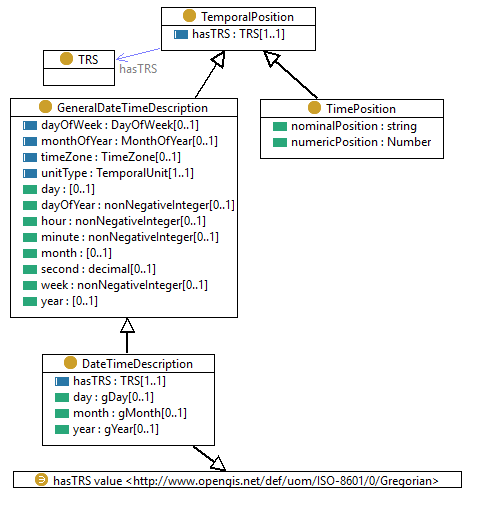 TemporalPosition
hasTRS : TRS[1..1]
TRS
hasTRS
GeneralDateTimeDescription
dayOfWeek : DayOfWeek[0..1]
monthOfYear : MonthOfYear[0..1]
timeZone : TimeZone[0..1]
unitType : TemporalUnit[1..1]
day : [0..1]
dayOfYear : nonNegativeInteger[0..1]
hour : nonNegativeInteger[0..1]
minute : nonNegativeInteger[0..1]
month : [0..1]
second : decimal[0..1]
week : nonNegativeInteger[0..1]
year : [0..1]
TimePosition
nominalPosition : string
numericPosition : Number
DateTimeDescription
hasTRS : TRS[1..1]
day : gDay[0..1]
month : gMonth[0..1]
year : gYear[0..1]
hasTRS value <http://www.opengis.net/def/uom/ISO-8601/0/Gregorian>